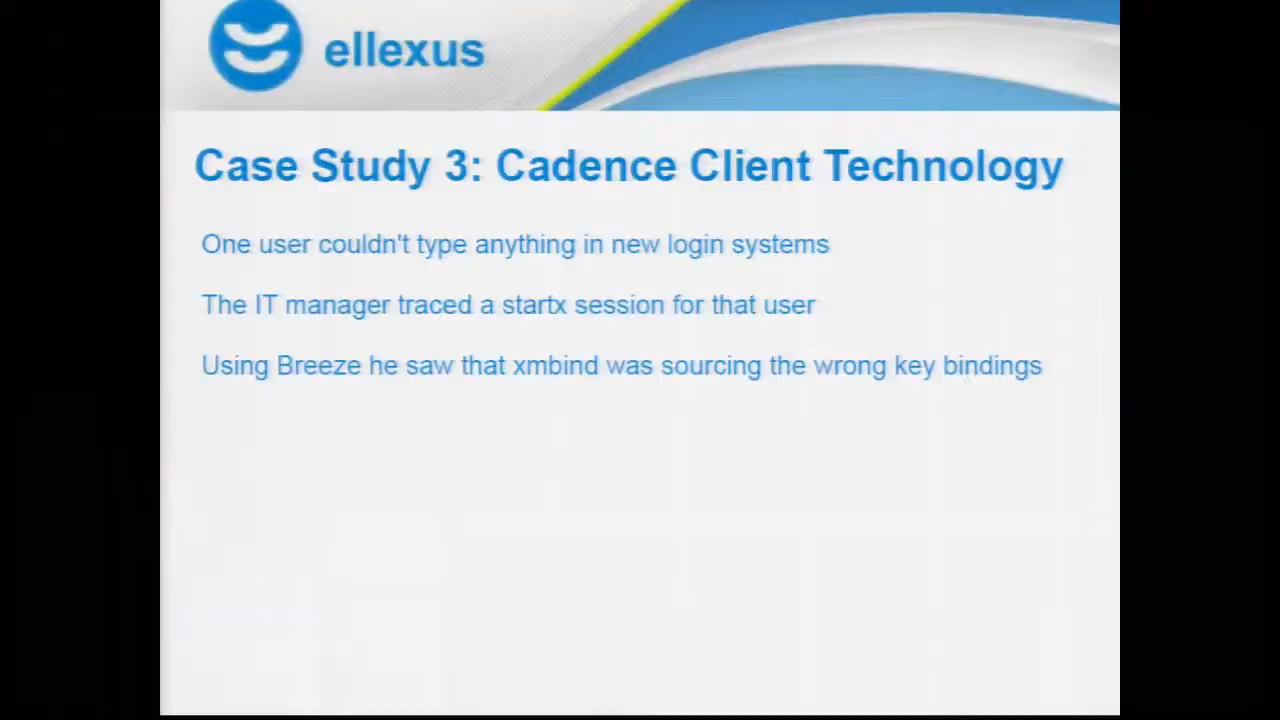 ellexus
Case Study 3: Cadence Client Technology
One user couldn't type anything in new login systems
The IT manager traced a startx session for that user
Using Breeze he saw that xmbind was sourcing the wrong key bindings